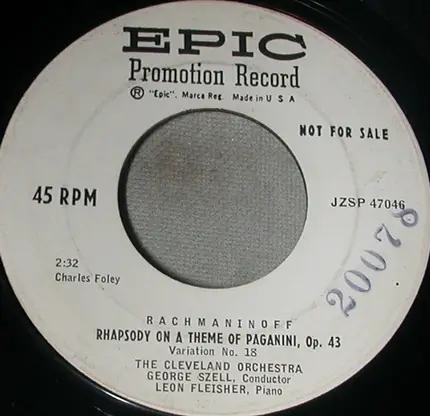 EPIC
Promotion Record
® "Epic". Marca Reg. Made in U S A
NOT FOR SALE
45 RPM
JZSP 47046
20078
2:32
Charles Foley
RACHMANINOFF
RHAPSODY ON A THEME OF PAGANINI, Op. 43
Variation No. 18
THE CLEVELAND ORCHESTRA
GEORGE SZELL, Conductor
LEON FLEISHER, Piano